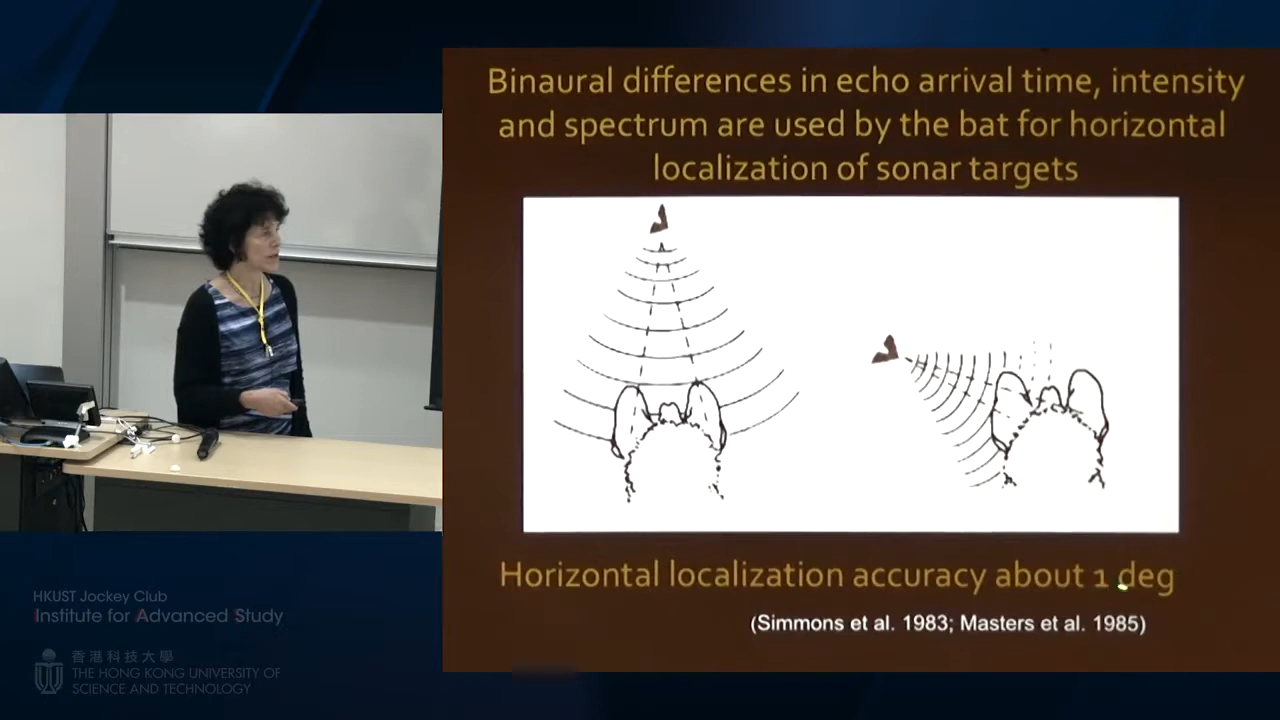 Binaural differences in echo arrival time, intensity
and spectrum are used by the bat for horizontal
localization of sonar targets
Horizontal localization accuracy about 1 deg
(Simmons et al. 1983; Masters et al. 1985)
HKUST Jockey Club
Institute for Advanced Study
香港科技大學
THE HONG KONG UNIVERSITY OF
SCIENCE AND TECHNOLOGY